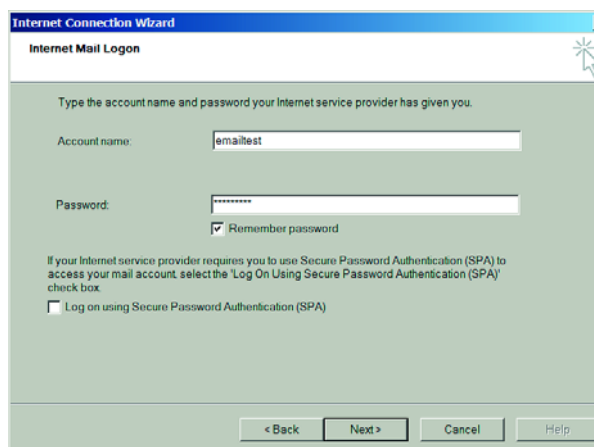 Internet Connection Wizard
Internet Mail Logon
Type the account name and password your Internet service provider has given you.
Account name:
emailtest
Password:
*********
Remember password
If your Internet service provider requires you to use Secure Password Authentication (SPA) to
access your mail account, select the 'Log On Using Secure Password Authentication (SPA)'
check box.
Log on using Secure Password Authentication (SPA)
< Back
Next >
Cancel
Help